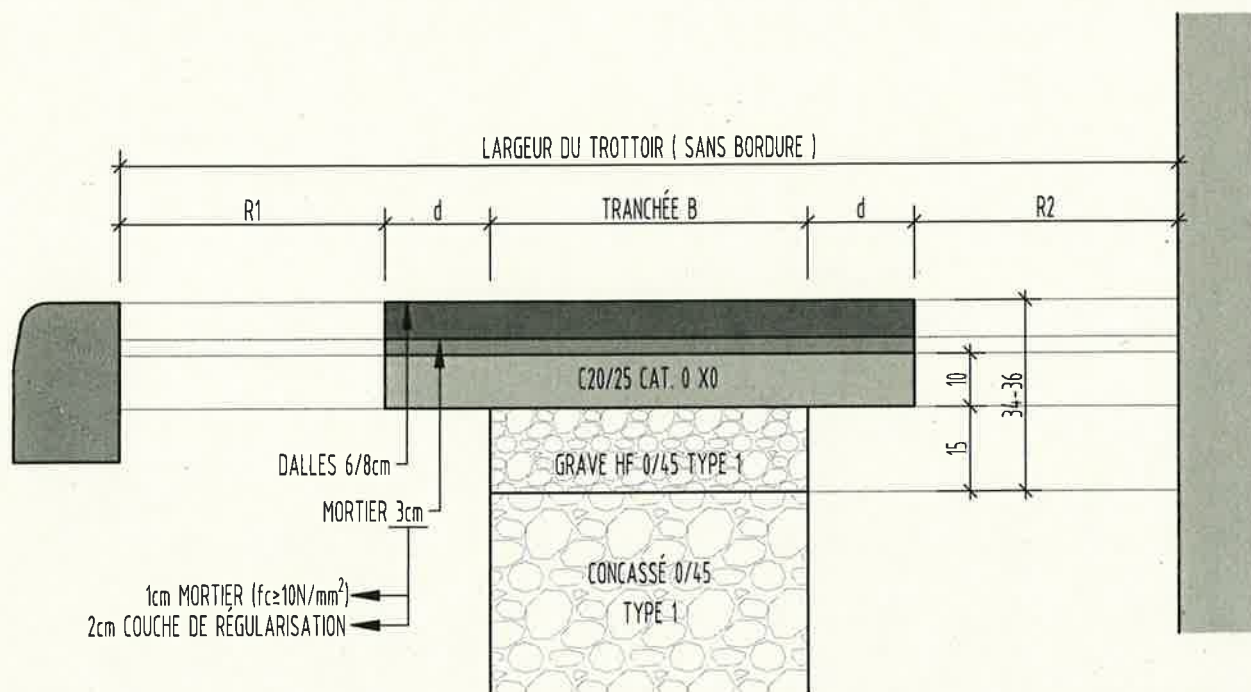 LARGEUR DU TROTTOIR ( SANS BORDURE )
R1 d TRANCHÉE B d R2
C20/25 CAT. 0 X0
10
34-36
15
DALLES 6/8cm
GRAVE HF 0/45 TYPE 1
MORTIER 3cm
CONCASSÉ 0/45
TYPE 1
1cm MORTIER (fc≥10N/mm²)
2cm COUCHE DE RÉGULARISATION